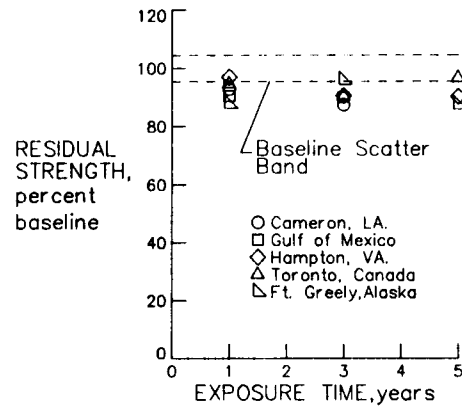 120
100
80
60
40
20
0
RESIDUAL
STRENGTH,
percent
baseline
Baseline Scatter
Band
Cameron, LA.
Gulf of Mexico
Hampton, VA.
Toronto, Canada
Ft. Greely, Alaska
0 1 2 3 4 5
EXPOSURE TIME, years